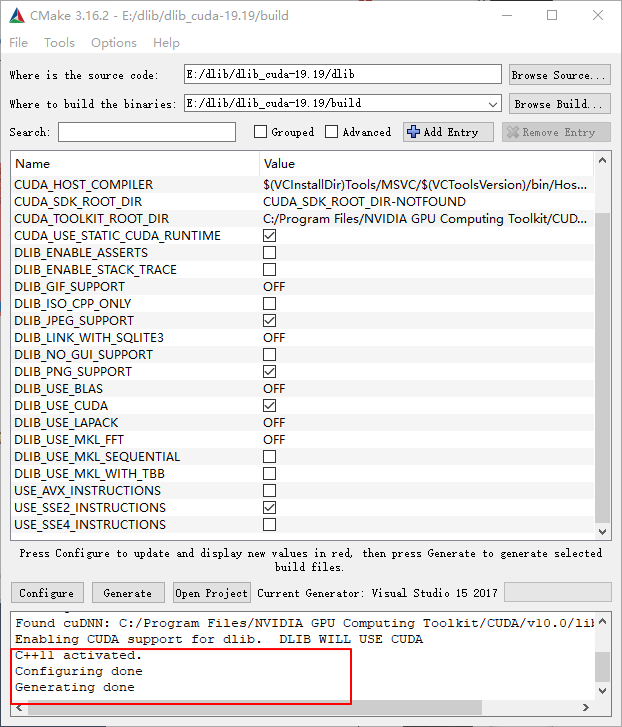 CMake 3.16.2 - E:/dlib/dlib_cuda-19.19/build
File Tools Options Help
Where is the source code: E:/dlib/dlib_cuda-19.19/dlib Browse Source...
Where to build the binaries: E:/dlib/dlib_cuda-19.19/build Browse Build...
Search: Grouped Advanced Add Entry Remove Entry
Name Value
CUDA_HOST_COMPILER $(VCInstallDir)Tools/MSVC/$(VCToolsVersion)/bin/Hos...
CUDA_SDK_ROOT_DIR CUDA_SDK_ROOT_DIR-NOTFOUND
CUDA_TOOLKIT_ROOT_DIR C:/Program Files/NVIDIA GPU Computing Toolkit/CUD...
CUDA_USE_STATIC_CUDA_RUNTIME
DLIB_ENABLE_ASSERTS
DLIB_ENABLE_STACK_TRACE
DLIB_GIF_SUPPORT OFF
DLIB_ISO_CPP_ONLY
DLIB_JPEG_SUPPORT
DLIB_LINK_WITH_SQLITE3 OFF
DLIB_NO_GUI_SUPPORT
DLIB_PNG_SUPPORT
DLIB_USE_BLAS OFF
DLIB_USE_CUDA
DLIB_USE_LAPACK OFF
DLIB_USE_MKL_FFT OFF
DLIB_USE_MKL_SEQUENTIAL
DLIB_USE_MKL_WITH_TBB
USE_AVX_INSTRUCTIONS
USE_SSE2_INSTRUCTIONS
USE_SSE4_INSTRUCTIONS
Press Configure to update and display new values in red, then press Generate to generate selected
build files.
Configure Generate Open Project Current Generator: Visual Studio 15 2017
Found cuDNN: C:/Program Files/NVIDIA GPU Computing Toolkit/CUDA/v10.0/lib
Enabling CUDA support for dlib.  DLIB WILL USE CUDA
C++11 activated.
Configuring done
Generating done